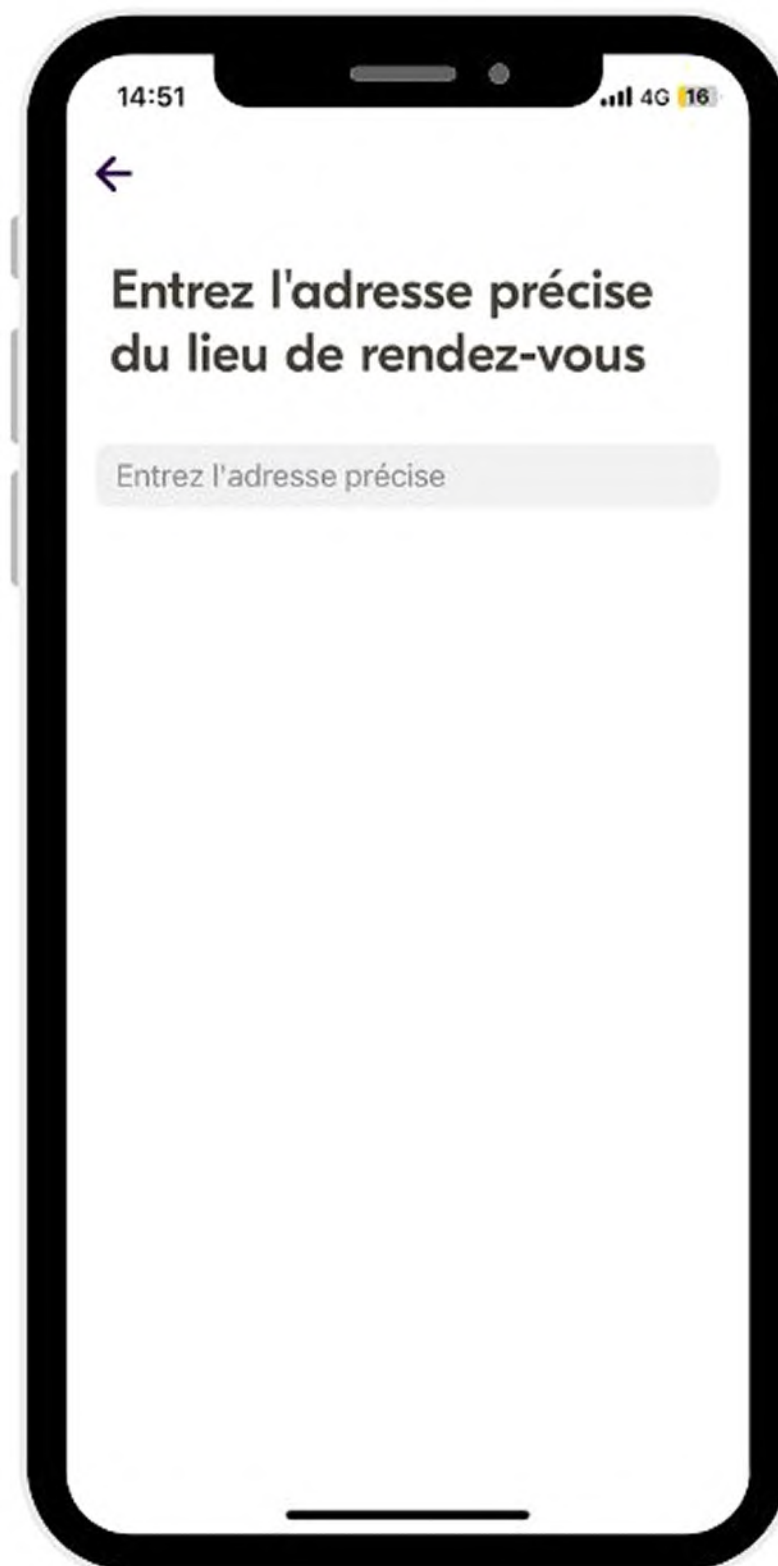 14:51 4G 16
Entrez l'adresse précise
du lieu de rendez-vous
Entrez l'adresse précise